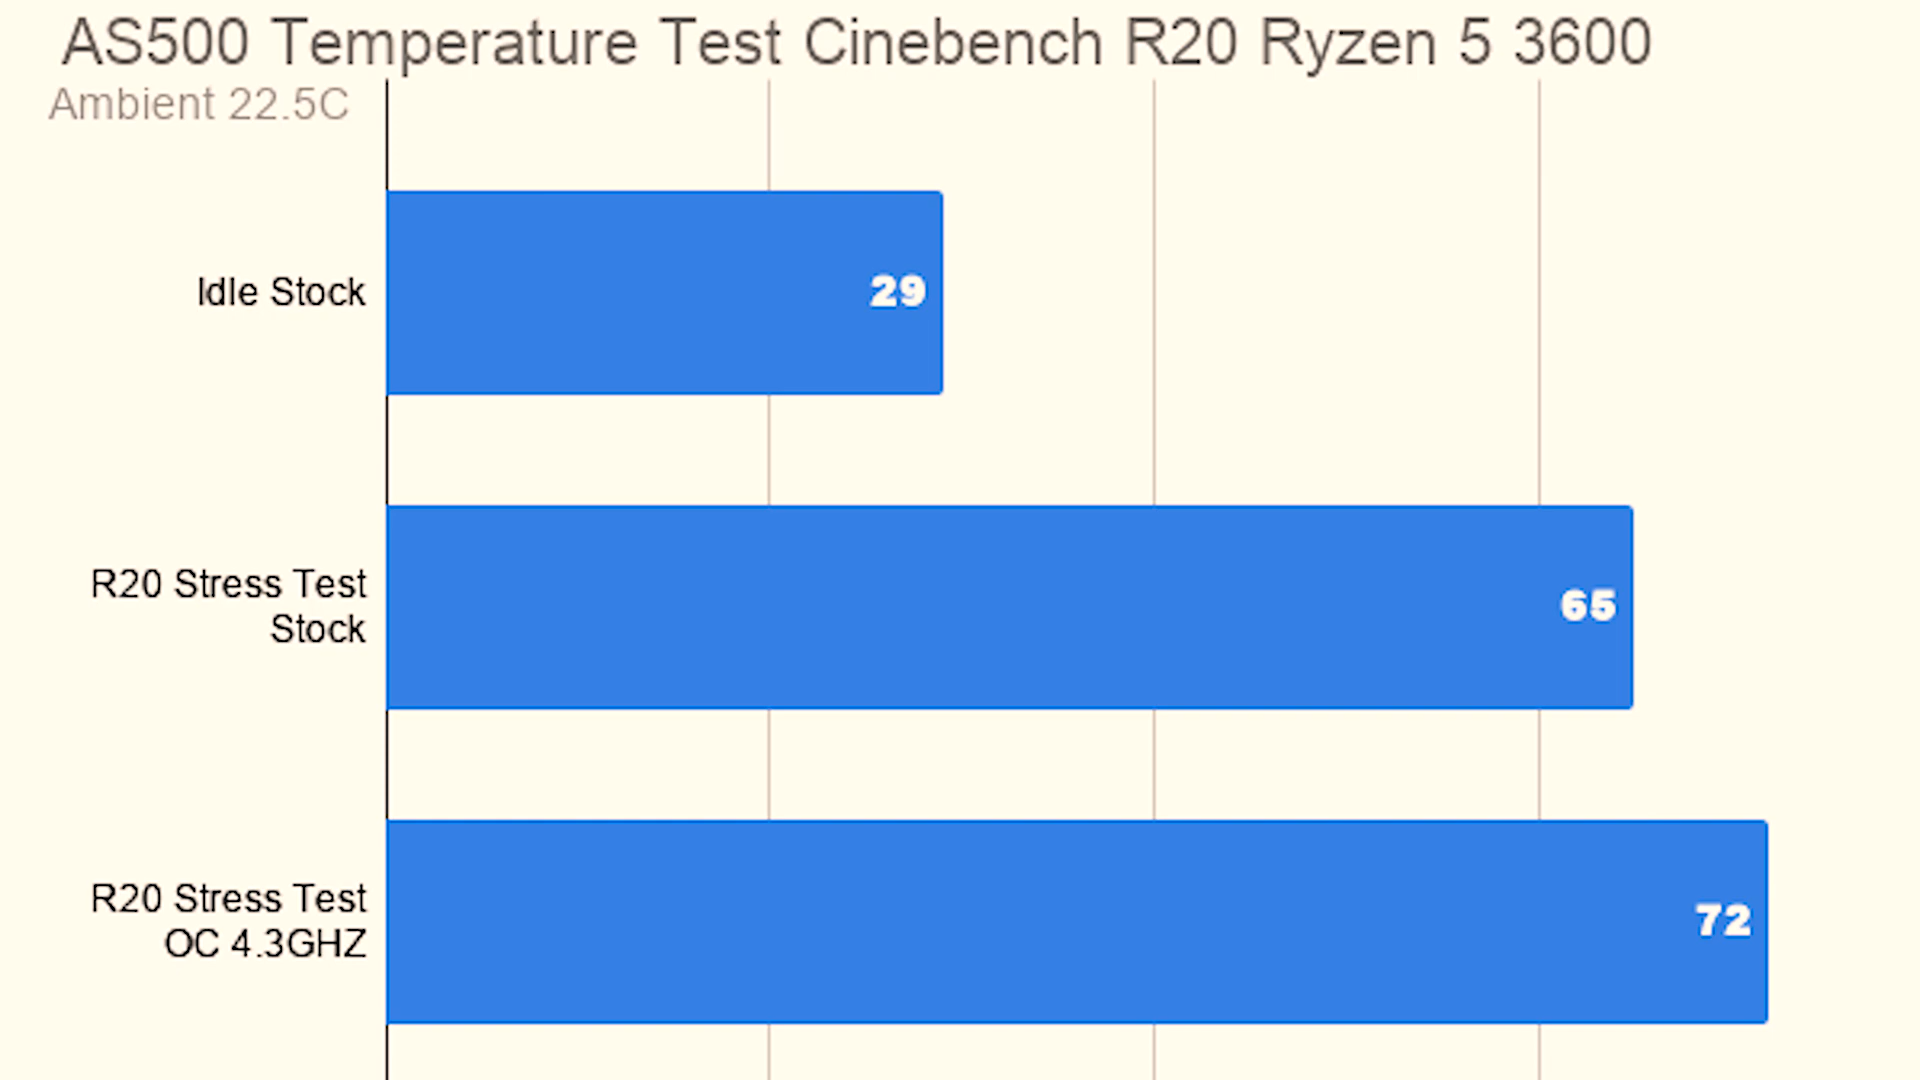 AS500 Temperature Test Cinebench R20 Ryzen 5 3600
Ambient 22.5C
Idle Stock
29
R20 Stress Test
Stock
65
R20 Stress Test
OC 4.3GHZ
72